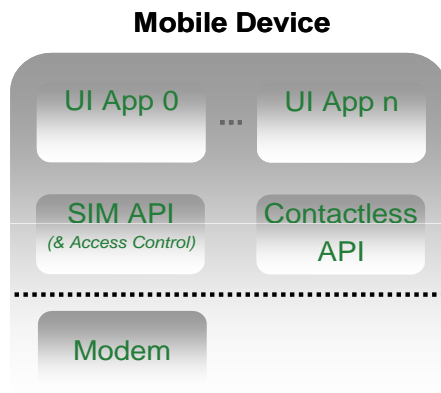 Mobile Device
UI App 0
...
UI App n
SIM API
(& Access Control)
Contactless
API
Modem